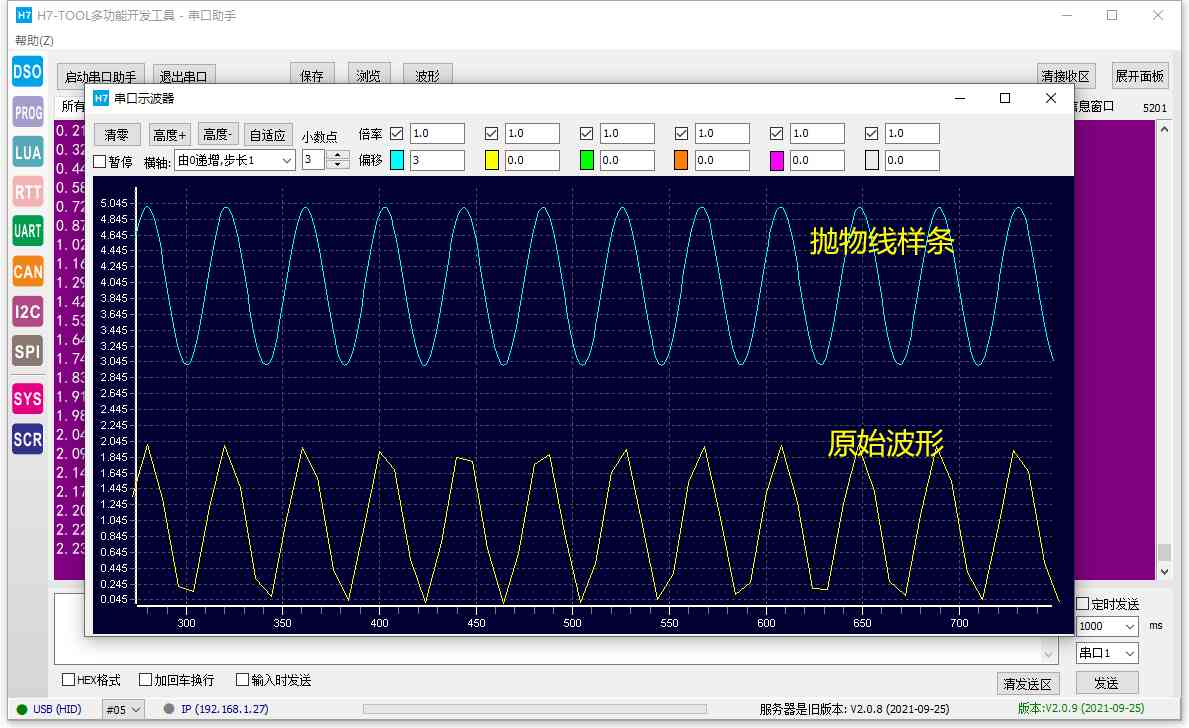 H7 H7-TOOL多功能开发工具 - 串口助手
帮助(Z)
DSO
PROG
LUA
RTT
UART
CAN
I2C
SPI
SYS
SCR
启动串口助手 退出串口 保存 浏览 波形 清接收区 展开面板
所有 信息窗口 5201
0.21
0.32
0.44
0.58
0.72
0.87
1.02
1.16
1.29
1.42
1.53
1.64
1.74
1.83
1.91
1.98
2.04
2.09
2.14
2.17
2.20
2.22
2.23
H7 串口示波器
清零 高度+ 高度- 自适应 小数点 倍率 1.0 1.0 1.0 1.0 1.0 1.0
暂停 横轴: 由0递增,步长1 3 偏移 3 0.0 0.0 0.0 0.0 0.0
5.045
4.845
4.645
4.445
4.245
4.045
3.845
3.645
3.445
3.245
3.045
2.845
2.645
2.445
2.245
2.045
1.845
1.645
1.445
1.245
1.045
0.845
0.645
0.445
0.245
0.045
抛物线样条
原始波形
300 350 400 450 500 550 600 650 700
定时发送
1000 ms
串口1
HEX格式 加回车换行 输入时发送 清发送区 发送
USB (HID) #05 IP (192.168.1.27) 服务器是旧版本: V2.0.8 (2021-09-25) 版本:V2.0.9 (2021-09-25)